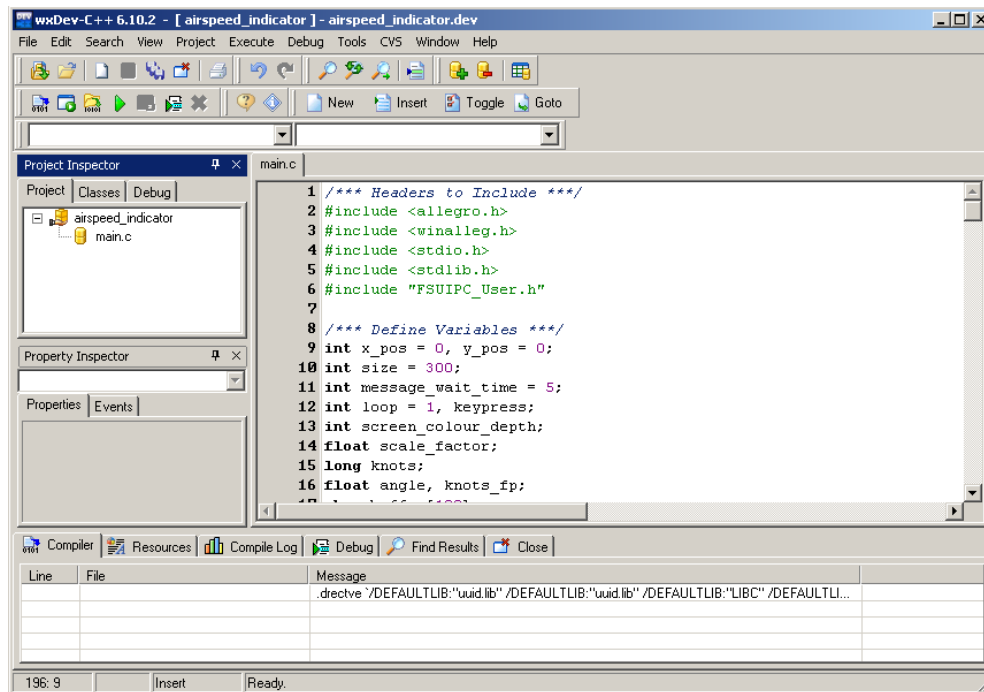 wxDev-C++ 6.10.2 - [ airspeed_indicator ] - airspeed_indicator.dev
File Edit Search View Project Execute Debug Tools CVS Window Help
New Insert Toggle Goto
Project Inspector
Project Classes Debug
airspeed_indicator
main.c
Property Inspector
Properties Events
main.c
1 /*** Headers to Include ***/
2 #include <allegro.h>
3 #include <winalleg.h>
4 #include <stdio.h>
5 #include <stdlib.h>
6 #include "FSUIPC_User.h"
7
8 /*** Define Variables ***/
9 int x_pos = 0, y_pos = 0;
10 int size = 300;
11 int message_wait_time = 5;
12 int loop = 1, keypress;
13 int screen_colour_depth;
14 float scale_factor;
15 long knots;
16 float angle, knots_fp;
Compiler Resources Compile Log Debug Find Results Close
Line File Message
.drectve `/DEFAULTLIB:"uuid.lib" /DEFAULTLIB:"uuid.lib" /DEFAULTLIB:"LIBC" /DEFAULTLI...
196: 9 Insert Ready.